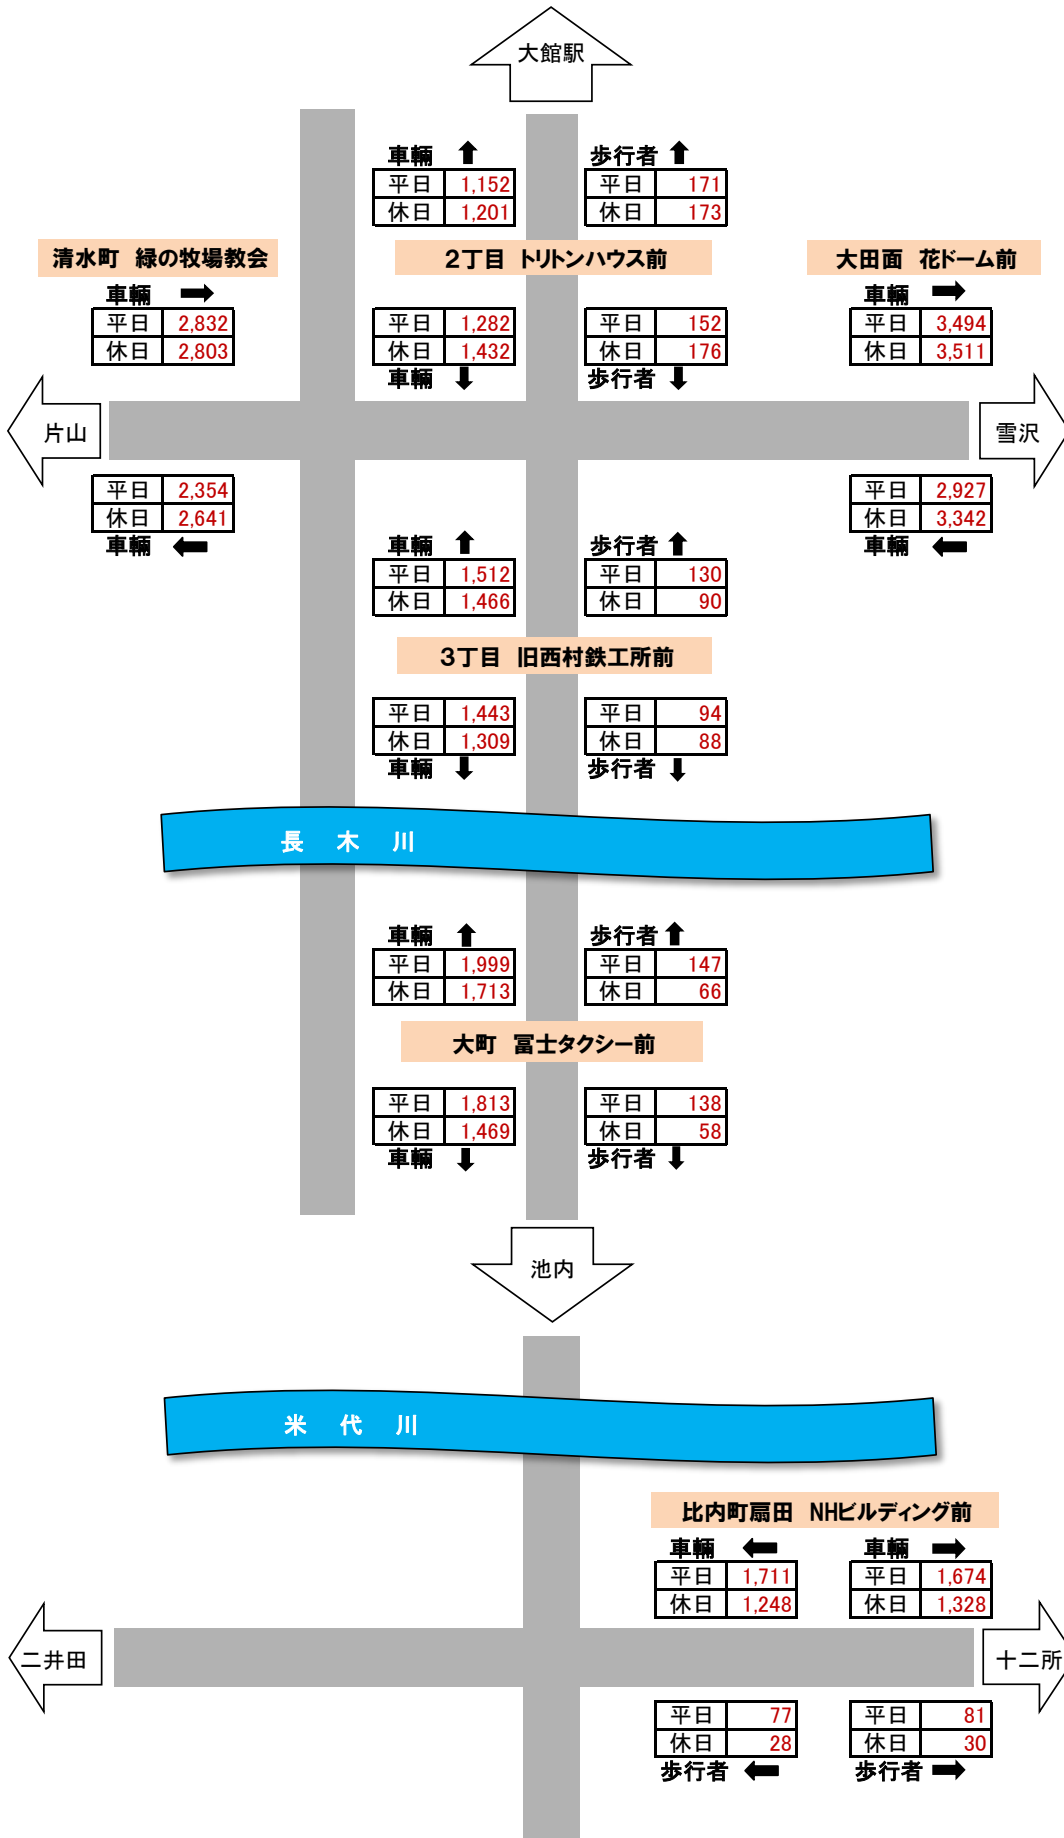 大館駅
車輛 ⬆ 歩行者 ⬆
平日 1,152 平日 171
休日 1,201 休日 173
清水町 緑の牧場教会 2丁目 トリトンハウス前 大田面 花ドーム前
車輛 ➡ 車輛 ➡
平日 2,832 平日 1,282 平日 152 平日 3,494
休日 2,803 休日 1,432 休日 176 休日 3,511
車輛 ⬇ 歩行者 ⬇
片山 雪沢
平日 2,354 平日 2,927
休日 2,641 休日 3,342
車輛 ⬅ 車輛 ⬆ 歩行者 ⬆ 車輛 ⬅
平日 1,512 平日 130
休日 1,466 休日 90
3丁目 旧西村鉄工所前
平日 1,443 平日 94
休日 1,309 休日 88
車輛 ⬇ 歩行者 ⬇
長 木 川
車輛 ⬆ 歩行者 ⬆
平日 1,999 平日 147
休日 1,713 休日 66
大町 冨士タクシー前
平日 1,813 平日 138
休日 1,469 休日 58
車輛 ⬇ 歩行者 ⬇
池内
米 代 川
比内町扇田 NHビルディング前
車輛 ⬅ 車輛 ➡
平日 1,711 平日 1,674
休日 1,248 休日 1,328
二井田 十二所
平日 77 平日 81
休日 28 休日 30
歩行者 ⬅ 歩行者 ➡